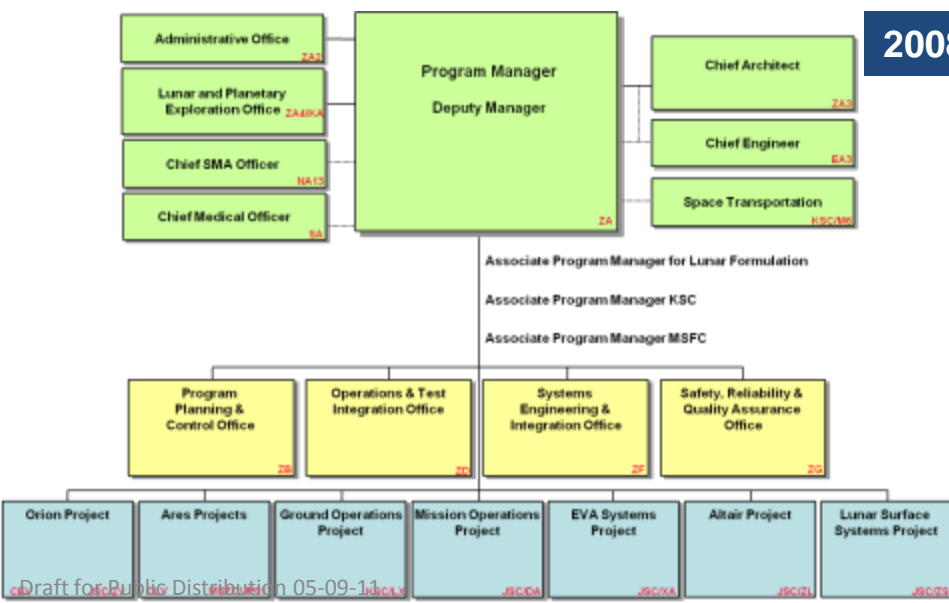 2008
Administrative Office
ZA2
Lunar and Planetary
Exploration Office
Chief SMA Officer
NA13
Chief Medical Officer
SA
Program Manager
Deputy Manager
ZA
Chief Architect
ZA3
Chief Engineer
EA3
Space Transportation
Associate Program Manager for Lunar Formulation
Associate Program Manager KSC
Associate Program Manager MSFC
Program
Planning &
Control Office
Operations & Test
Integration Office
ZD
Systems
Engineering &
Integration Office
ZF
Safety, Reliability &
Quality Assurance
Office
ZG
Orion Project
Ares Projects
Ground Operations
Project
Mission Operations
Project
JSC/DA
EVA Systems
Project
JSC/XA
Altair Project
JSC/ZL
Lunar Surface
Systems Project
Draft for Public Distribution 05-09-11